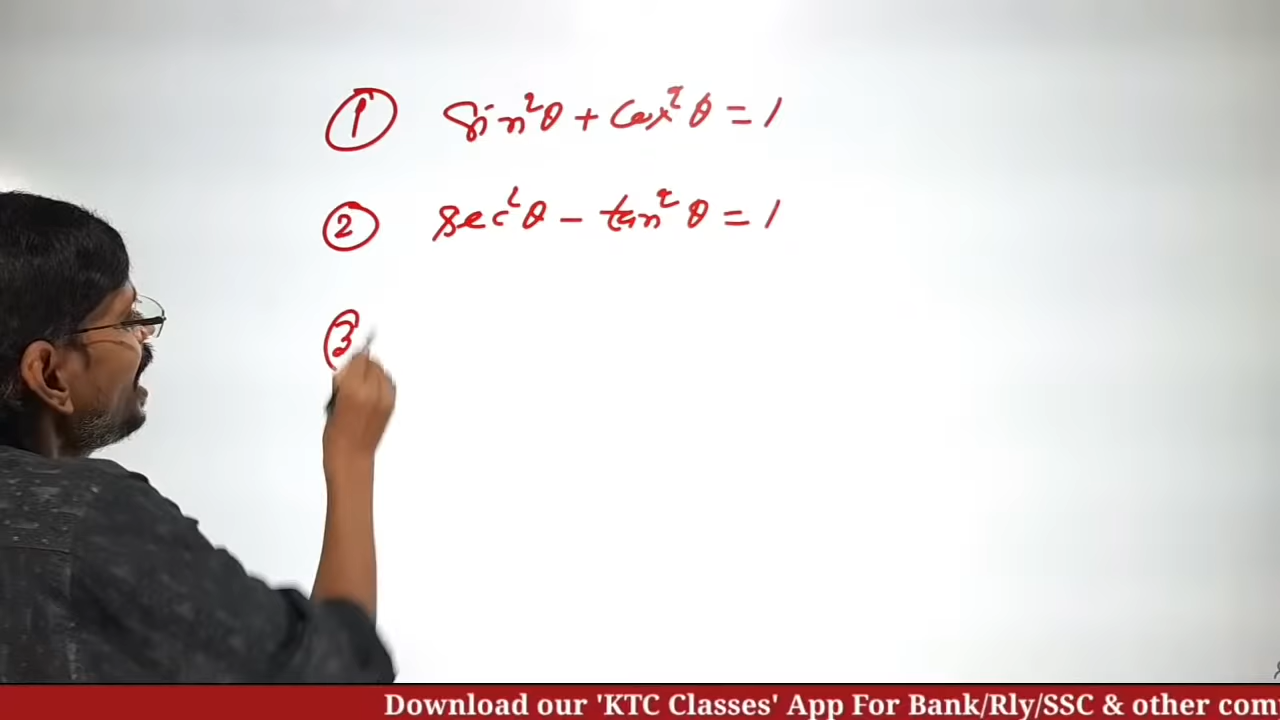 ① sin²θ + cos²θ = 1
② sec²θ - tan²θ = 1
③
Download our 'KTC Classes' App For Bank/Rly/SSC & other com